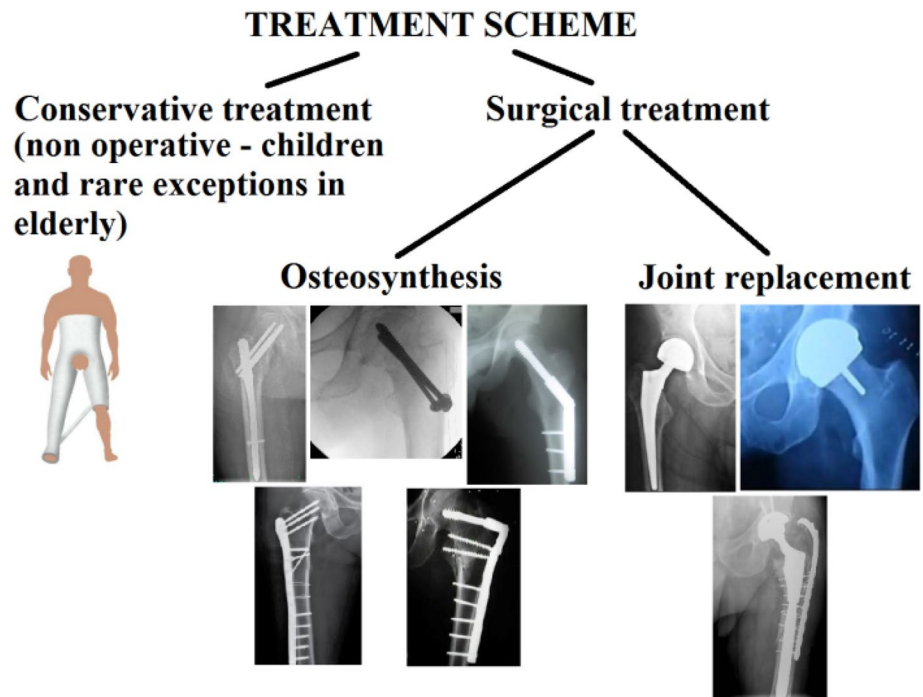 TREATMENT SCHEME
Conservative treatment
(non operative - children
and rare exceptions in
elderly)
Surgical treatment
Osteosynthesis
Joint replacement